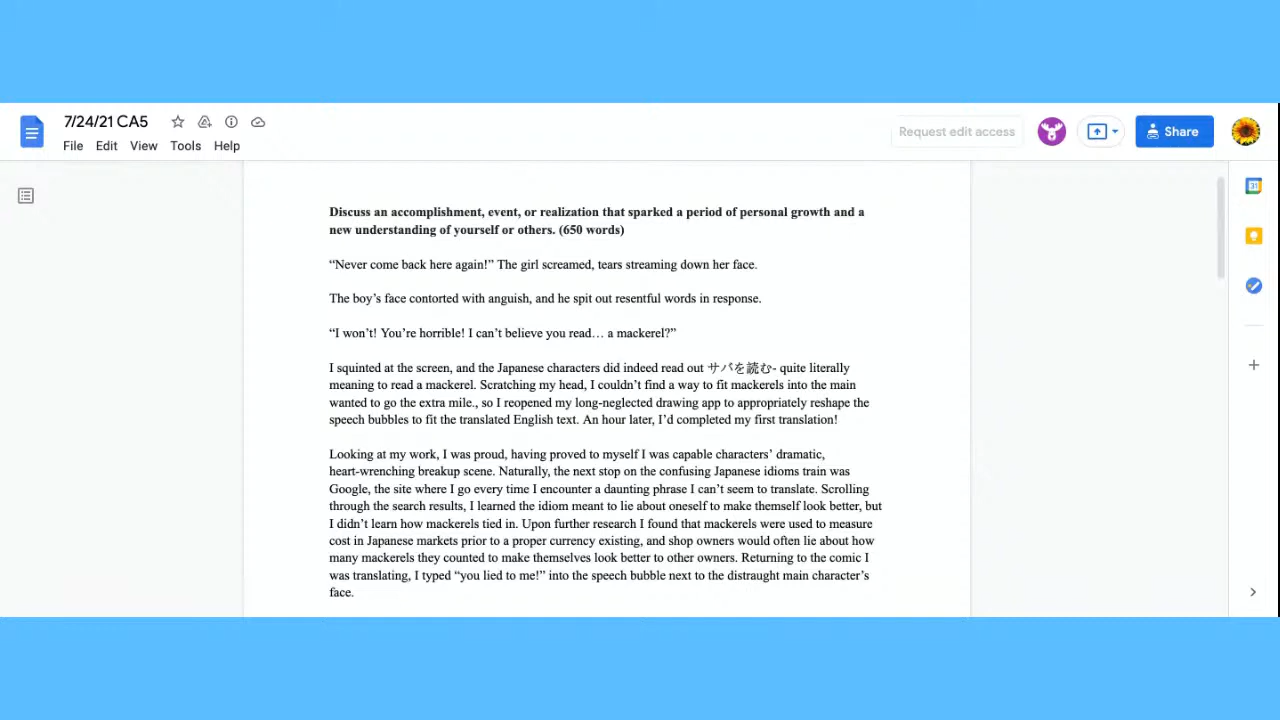 7/24/21 CA5
File Edit View Tools Help
Request edit access
Share
31
Discuss an accomplishment, event, or realization that sparked a period of personal growth and a
new understanding of yourself or others. (650 words)
“Never come back here again!” The girl screamed, tears streaming down her face.
The boy’s face contorted with anguish, and he spit out resentful words in response.
“I won’t! You’re horrible! I can’t believe you read… a mackerel?”
I squinted at the screen, and the Japanese characters did indeed read out サバを読む- quite literally
meaning to read a mackerel. Scratching my head, I couldn’t find a way to fit mackerels into the main
wanted to go the extra mile., so I reopened my long-neglected drawing app to appropriately reshape the
speech bubbles to fit the translated English text. An hour later, I’d completed my first translation!
Looking at my work, I was proud, having proved to myself I was capable characters’ dramatic,
heart-wrenching breakup scene. Naturally, the next stop on the confusing Japanese idioms train was
Google, the site where I go every time I encounter a daunting phrase I can’t seem to translate. Scrolling
through the search results, I learned the idiom meant to lie about oneself to make themself look better, but
I didn’t learn how mackerels tied in. Upon further research I found that mackerels were used to measure
cost in Japanese markets prior to a proper currency existing, and shop owners would often lie about how
many mackerels they counted to make themselves look better to other owners. Returning to the comic I
was translating, I typed “you lied to me!” into the speech bubble next to the distraught main character’s
face.